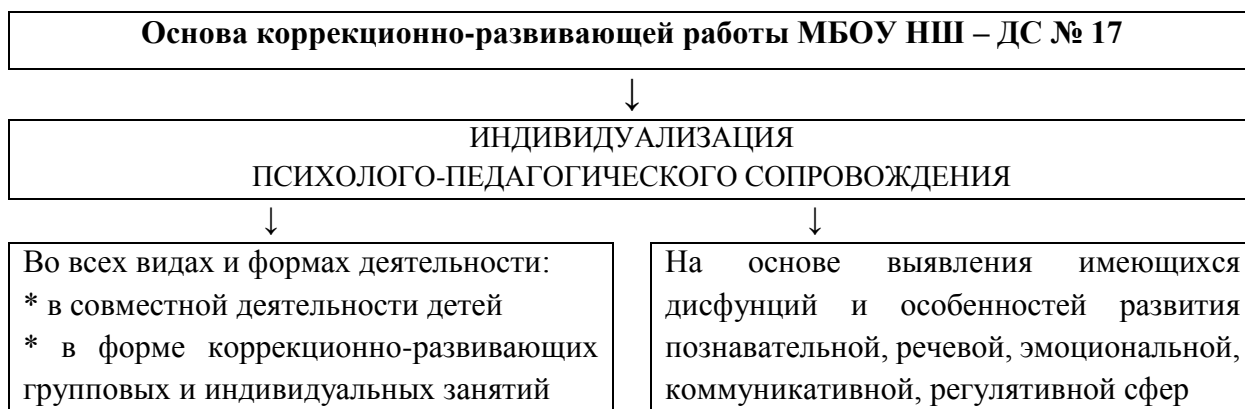 Основа коррекционно-развивающей работы МБОУ НШ – ДС № 17
↓
ИНДИВИДУАЛИЗАЦИЯ
ПСИХОЛОГО-ПЕДАГОГИЧЕСКОГО СОПРОВОЖДЕНИЯ
↓ ↓
Во всех видах и формах деятельности:
* в совместной деятельности детей
* в форме коррекционно-развивающих
групповых и индивидуальных занятий
На основе выявления имеющихся
дисфунций и особенностей развития
познавательной, речевой, эмоциональной,
коммуникативной, регулятивной сфер